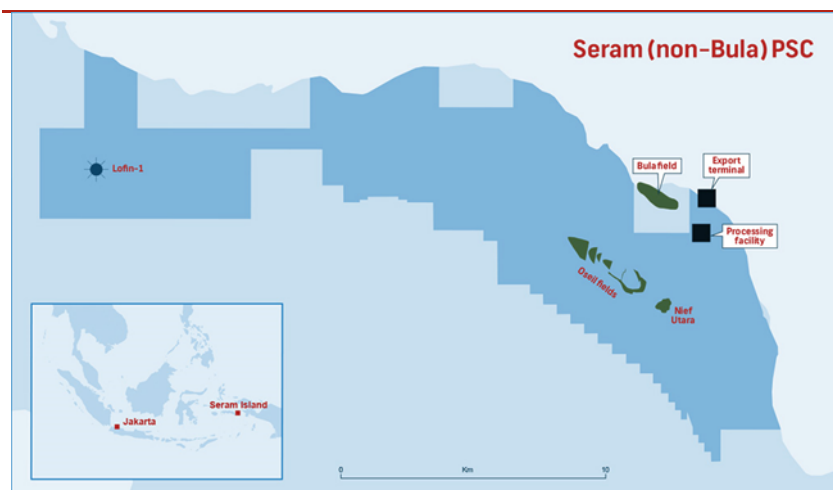 Seram (non-Bula) PSC
Lofin-1
Bula field
Export
terminal
Processing
facility
Oseil fields
Nief
Utara
Seram Island
Jakarta
0
Km
10